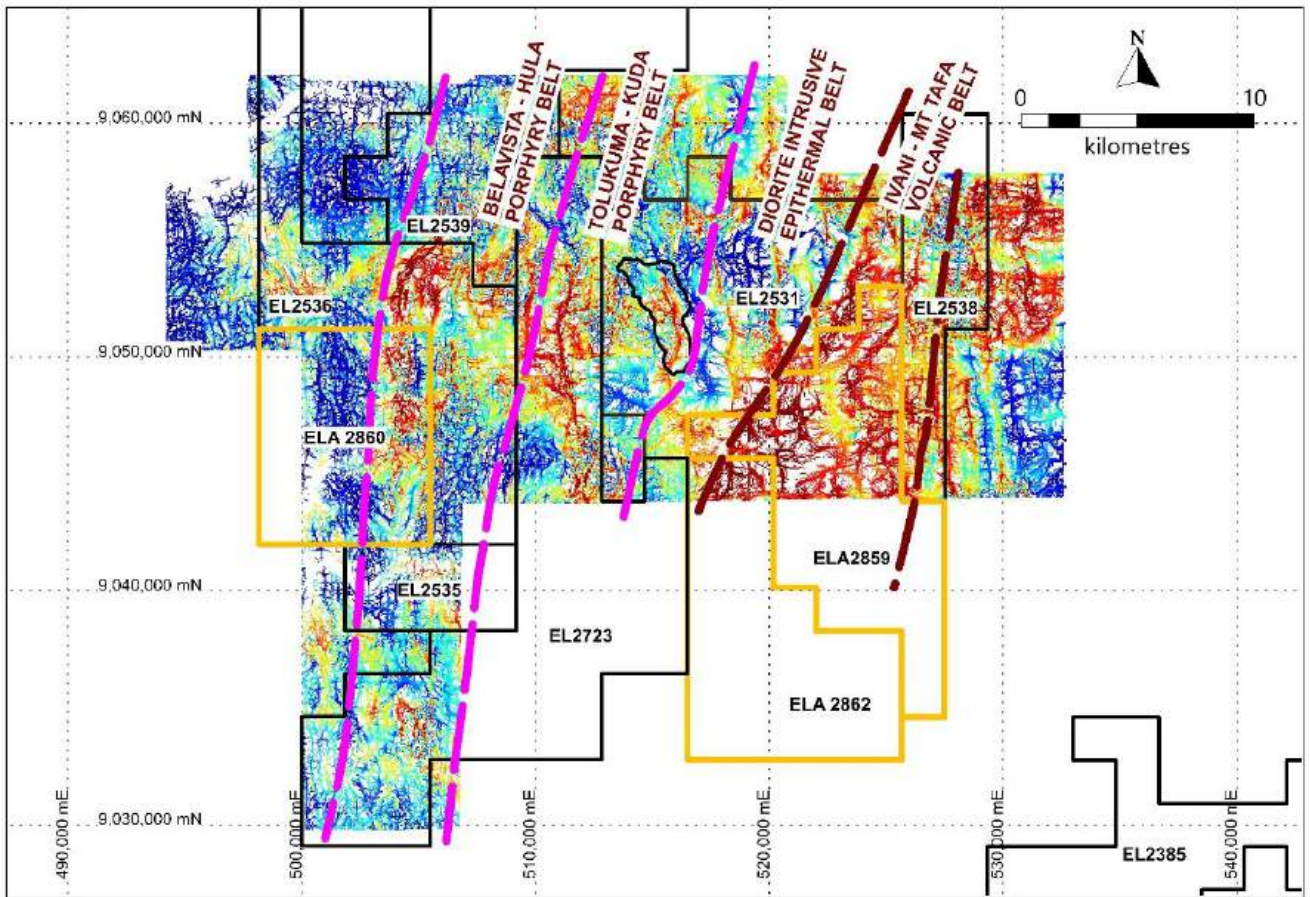 BELAVISTA - HULA
PORPHYRY BELT
TOLUKUMA - KUDA
PORPHYRY BELT
DIORITE INTRUSIVE
EPITHERMAL BELT
IVANI - MT TAFA
VOLCANIC BELT
N
0 10
kilometres
9,060,000 mN
EL2539
EL2536
EL2531
EL2538
9,050,000 mN
ELA 2860
ELA2859
9,040,000 mN
EL2535
EL2723
ELA 2862
9,030,000 mN
490,000 mE
500,000 mE
510,000 mE
520,000 mE
530,000 mE
540,000 mE
EL2385